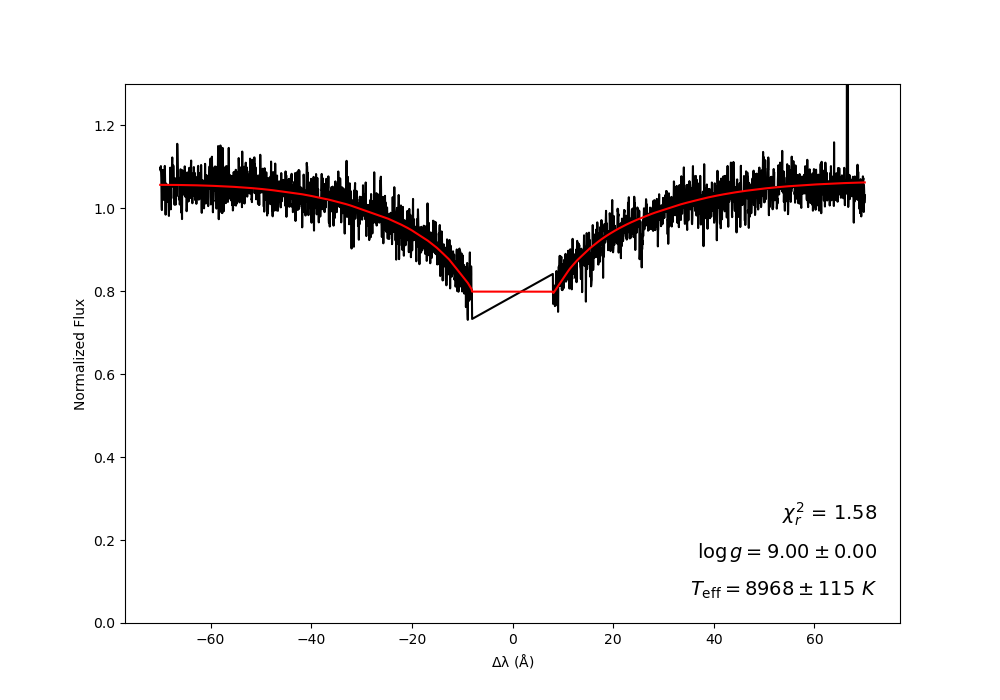 1.2
1.0
0.8
0.6
0.4
0.2
0.0
Normalized Flux
χ²ᵣ = 1.58
log g = 9.00 ± 0.00
T_eff = 8968 ± 115 K
−60 −40 −20 0 20 40 60
Δλ (Å)